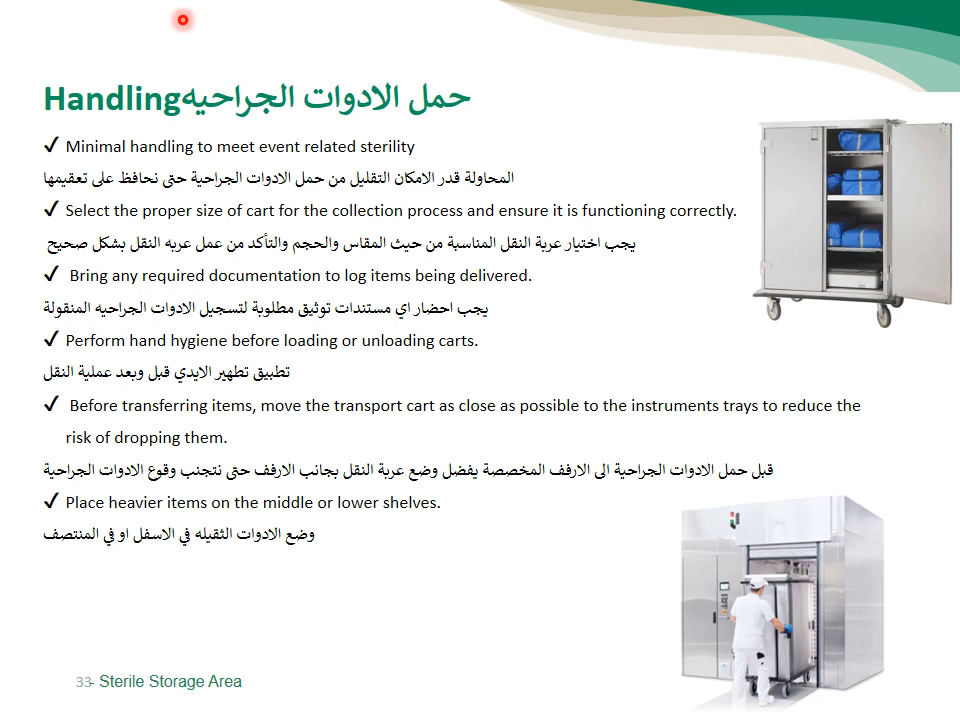 Handlingحمل الادوات الجراحيه
✓ Minimal handling to meet event related sterility
المحاولة قدر الامكان التقليل من حمل الادوات الجراحية حتى نحافظ على تعقيمها
✓ Select the proper size of cart for the collection process and ensure it is functioning correctly.
يجب اختيار عربة النقل المناسبة من حيث المقاس والحجم والتأكد من عمل عربه النقل بشكل صحيح
✓ Bring any required documentation to log items being delivered.
يجب احضار اي مستندات توثيق مطلوبة لتسجيل الادوات الجراحيه المنقولة
✓ Perform hand hygiene before loading or unloading carts.
تطبيق تطهير الايدي قبل وبعد عملية النقل
✓ Before transferring items, move the transport cart as close as possible to the instruments trays to reduce the
risk of dropping them.
قبل حمل الادوات الجراحية الى الارفف المخصصة يفضل وضع عربة النقل بجانب الارفف حتى نتجنب وقوع الادوات الجراحية
✓ Place heavier items on the middle or lower shelves.
وضع الادوات الثقيله في الاسفل او في المنتصف
33- Sterile Storage Area